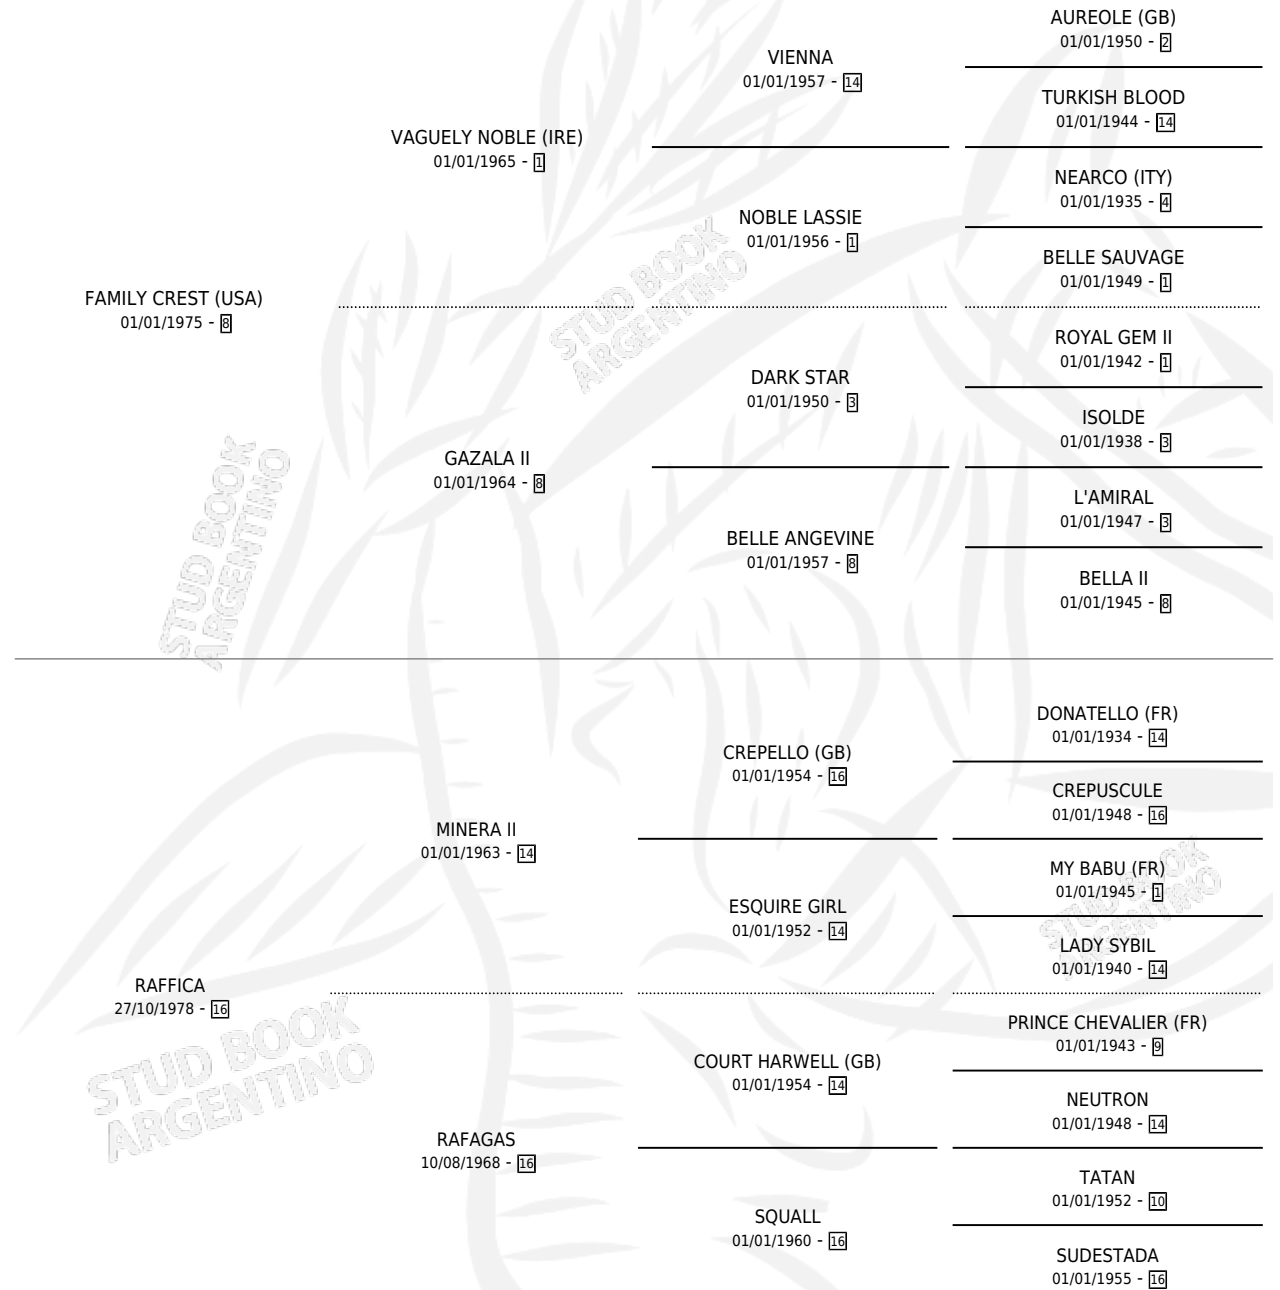 AUREOLE (GB)
01/01/1950 - 2
VIENNA
01/01/1957 - 14
TURKISH BLOOD
01/01/1944 - 14
VAGUELY NOBLE (IRE)
01/01/1965 - 1
NEARCO (ITY)
01/01/1935 - 4
NOBLE LASSIE
01/01/1956 - 1
BELLE SAUVAGE
01/01/1949 - 1
FAMILY CREST (USA)
01/01/1975 - 8
STUD BOOK
ARGENTINO
ROYAL GEM II
01/01/1942 - 1
DARK STAR
01/01/1950 - 3
ISOLDE
01/01/1938 - 3
GAZALA II
01/01/1964 - 8
L'AMIRAL
01/01/1947 - 3
BELLE ANGEVINE
01/01/1957 - 8
BELLA II
01/01/1945 - 8
STUD BOOK
ARGENTINO
DONATELLO (FR)
01/01/1934 - 14
CREPELLO (GB)
01/01/1954 - 16
CREPUSCULE
01/01/1948 - 16
MINERA II
01/01/1963 - 14
MY BABU (FR)
01/01/1945 - 1
ESQUIRE GIRL
01/01/1952 - 14
LADY SYBIL
01/01/1940 - 14
STUD BOOK
ARGENTINO
RAFFICA
27/10/1978 - 16
PRINCE CHEVALIER (FR)
01/01/1943 - 9
COURT HARWELL (GB)
01/01/1954 - 14
NEUTRON
01/01/1948 - 14
RAFAGAS
10/08/1968 - 16
TATAN
01/01/1952 - 10
SQUALL
01/01/1960 - 16
SUDESTADA
01/01/1955 - 16
STUD BOOK
ARGENTINO